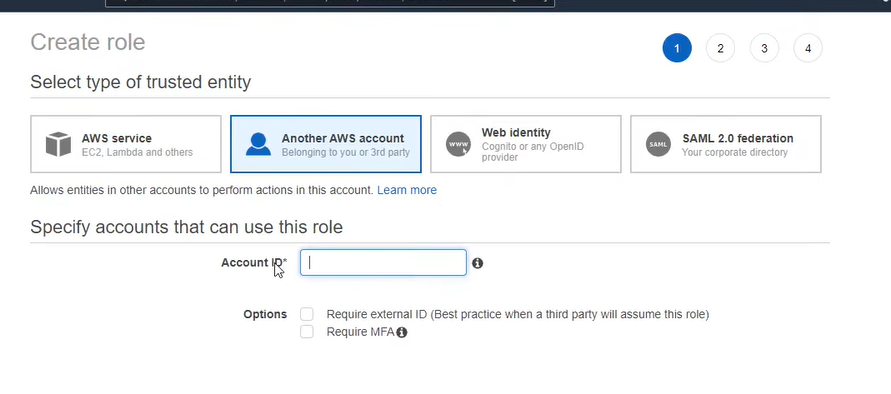 Create role
1 2 3 4
Select type of trusted entity
AWS service
EC2, Lambda and others
Another AWS account
Belonging to you or 3rd party
www
Web identity
Cognito or any OpenID
provider
SAML
SAML 2.0 federation
Your corporate directory
Allows entities in other accounts to perform actions in this account. Learn more
Specify accounts that can use this role
Account ID*
Options
Require external ID (Best practice when a third party will assume this role)
Require MFA